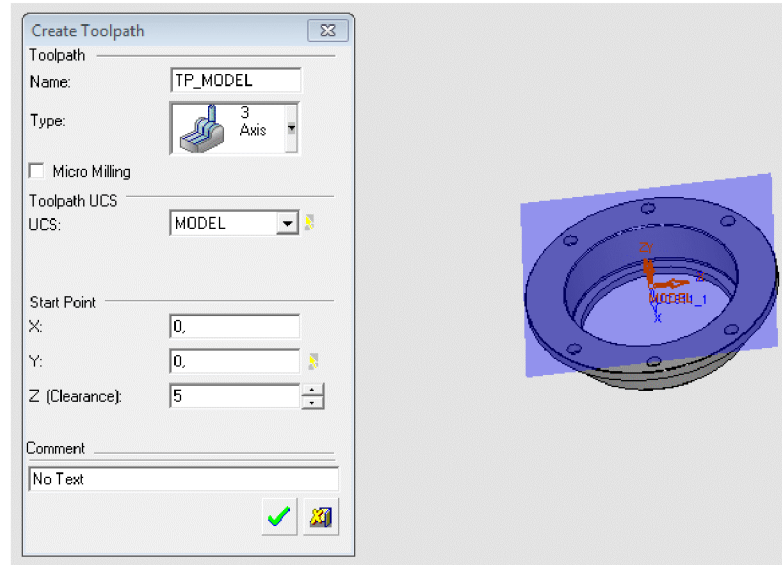 Create Toolpath
Toolpath
Name: TP_MODEL
Type: 3 Axis
Micro Milling
Toolpath UCS
UCS: MODEL
Start Point
X: 0,
Y: 0,
Z (Clearance): 5
Comment
No Text
ZY
Z
X